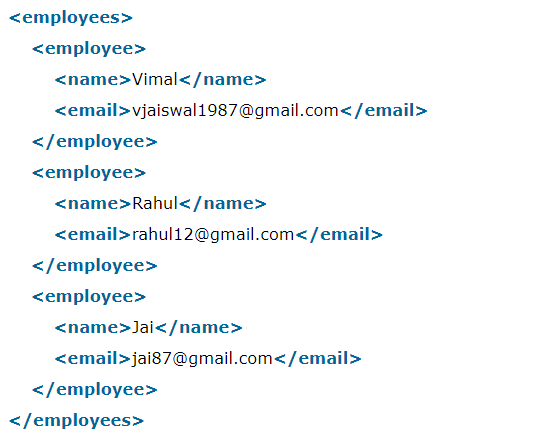 <employees>
<employee>
<name>Vimal</name>
<email>vjaiswal1987@gmail.com</email>
</employee>
<employee>
<name>Rahul</name>
<email>rahul12@gmail.com</email>
</employee>
<employee>
<name>Jai</name>
<email>jai87@gmail.com</email>
</employee>
</employees>